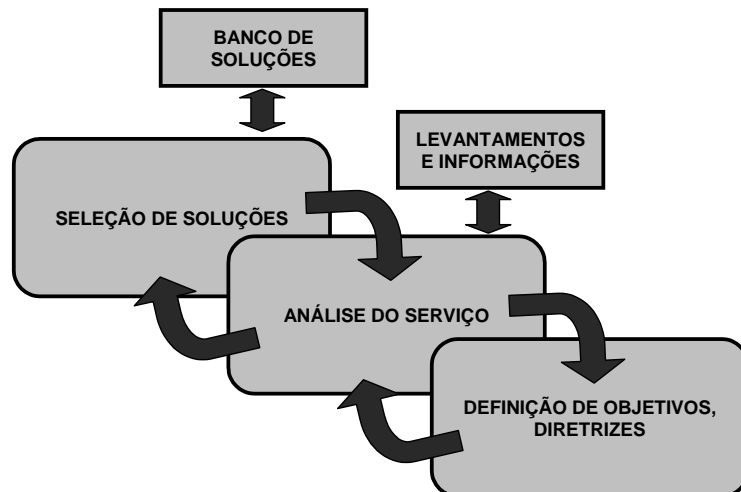 BANCO DE
SOLUÇÕES
LEVANTAMENTOS
E INFORMAÇÕES
SELEÇÃO DE SOLUÇÕES
ANÁLISE DO SERVIÇO
DEFINIÇÃO DE OBJETIVOS,
DIRETRIZES